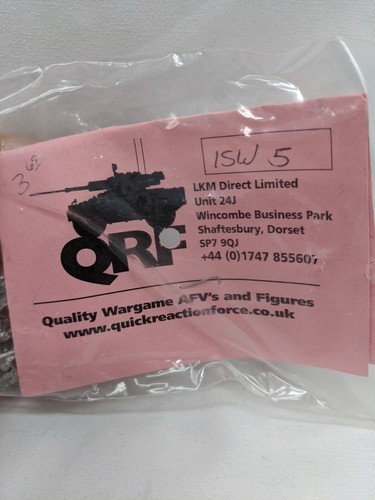 ISW 5
3 69
LKM Direct Limited
Unit 24J
Wincombe Business Park
Shaftesbury, Dorset
SP7 9QJ
+44 (0)1747 855607
QRF
Quality Wargame AFV's and Figures
www.quickreactionforce.co.uk